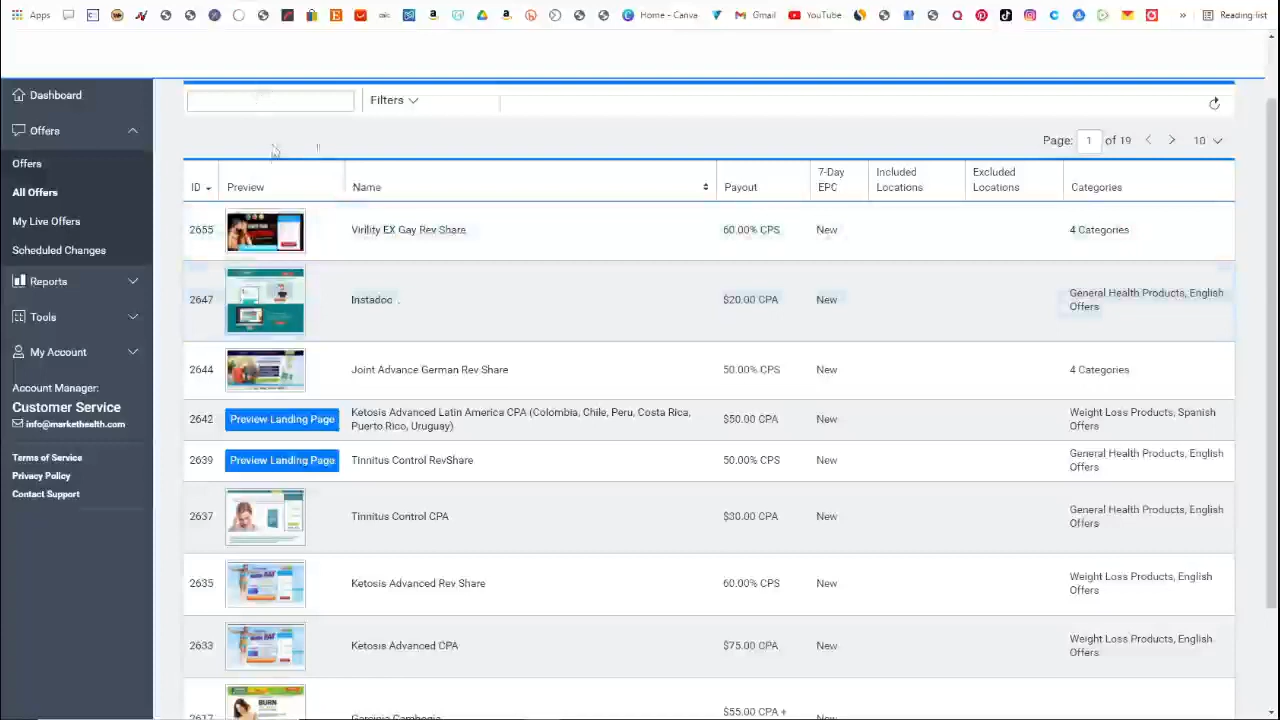 Apps
Home - Canva
Gmail
YouTube
»
Reading list
Dashboard
Offers
Offers
All Offers
My Live Offers
Scheduled Changes
Reports
Tools
My Account
Account Manager:
Customer Service
info@markethealth.com
Terms of Service
Privacy Policy
Contact Support
Filters
Page: 1 of 19
10
ID Preview Name Payout 7-Day EPC Included Locations Excluded Locations Categories
2655 Virility EX Gay Rev Share 60.00% CPS New 4 Categories
2647 Instadoc $20.00 CPA New General Health Products, English
Offers
2644 Joint Advance German Rev Share 50.00% CPS New 4 Categories
2642 Preview Landing Page Ketosis Advanced Latin America CPA (Colombia, Chile, Peru, Costa Rica,
Puerto Rico, Uruguay) $50.00 CPA New Weight Loss Products, Spanish
Offers
2639 Preview Landing Page Tinnitus Control RevShare 50.00% CPS New General Health Products, English
Offers
2637 Tinnitus Control CPA $30.00 CPA New General Health Products, English
Offers
2635 Ketosis Advanced Rev Share 60.00% CPS New Weight Loss Products, English
Offers
2633 Ketosis Advanced CPA $75.00 CPA New Weight Loss Products, English
Offers
BURN
$55.00 CPA +